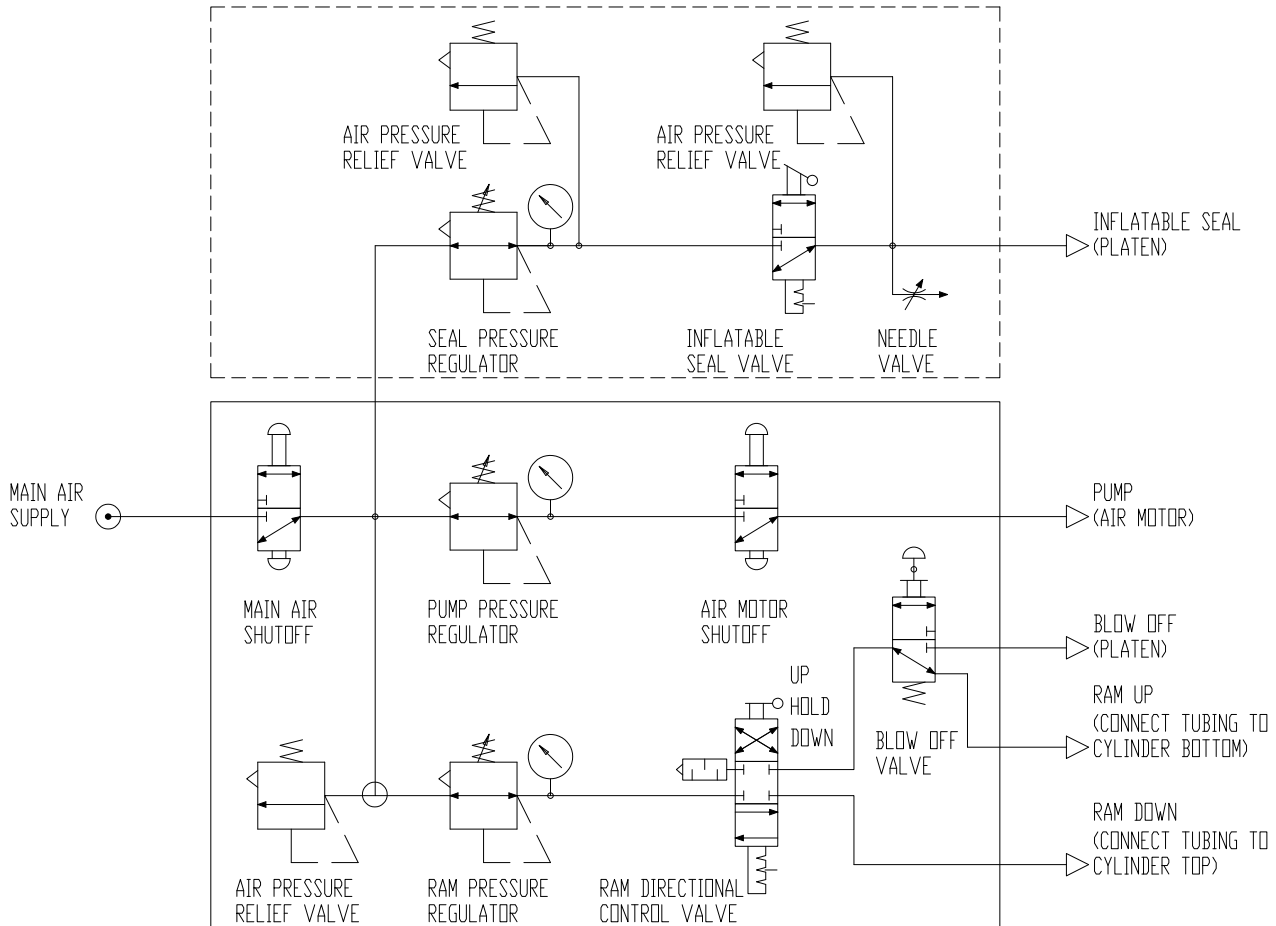 AIR PRESSURE
RELIEF VALVE
AIR PRESSURE
RELIEF VALVE
INFLATABLE SEAL
(PLATEN)
SEAL PRESSURE
REGULATOR
INFLATABLE
SEAL VALVE
NEEDLE
VALVE
MAIN AIR
SUPPLY
PUMP
(AIR MOTOR)
MAIN AIR
SHUTOFF
PUMP PRESSURE
REGULATOR
AIR MOTOR
SHUTOFF
BLOW OFF
(PLATEN)
UP
HOLD
DOWN
BLOW OFF
VALVE
RAM UP
(CONNECT TUBING TO
CYLINDER BOTTOM)
RAM DOWN
(CONNECT TUBING TO
CYLINDER TOP)
AIR PRESSURE
RELIEF VALVE
RAM PRESSURE
REGULATOR
RAM DIRECTIONAL
CONTROL VALVE